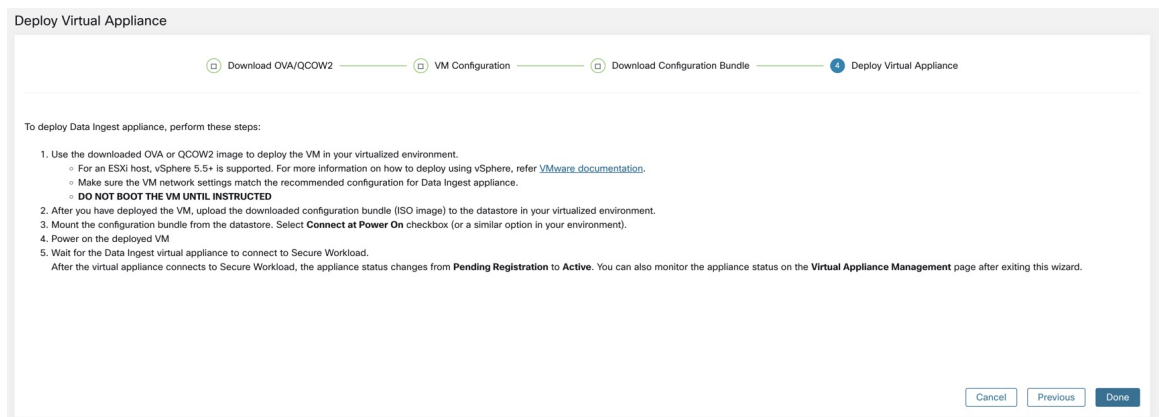 Deploy Virtual Appliance
Download OVA/QCOW2
VM Configuration
Download Configuration Bundle
4 Deploy Virtual Appliance
To deploy Data Ingest appliance, perform these steps:
1. Use the downloaded OVA or QCOW2 image to deploy the VM in your virtualized environment.
○ For an ESXi host, vSphere 5.5+ is supported. For more information on how to deploy using vSphere, refer VMware documentation.
○ Make sure the VM network settings match the recommended configuration for Data Ingest appliance.
○ DO NOT BOOT THE VM UNTIL INSTRUCTED
2. After you have deployed the VM, upload the downloaded configuration bundle (ISO image) to the datastore in your virtualized environment.
3. Mount the configuration bundle from the datastore. Select Connect at Power On checkbox (or a similar option in your environment).
4. Power on the deployed VM
5. Wait for the Data Ingest virtual appliance to connect to Secure Workload.
After the virtual appliance connects to Secure Workload, the appliance status changes from Pending Registration to Active. You can also monitor the appliance status on the Virtual Appliance Management page after exiting this wizard.
Cancel
Previous
Done